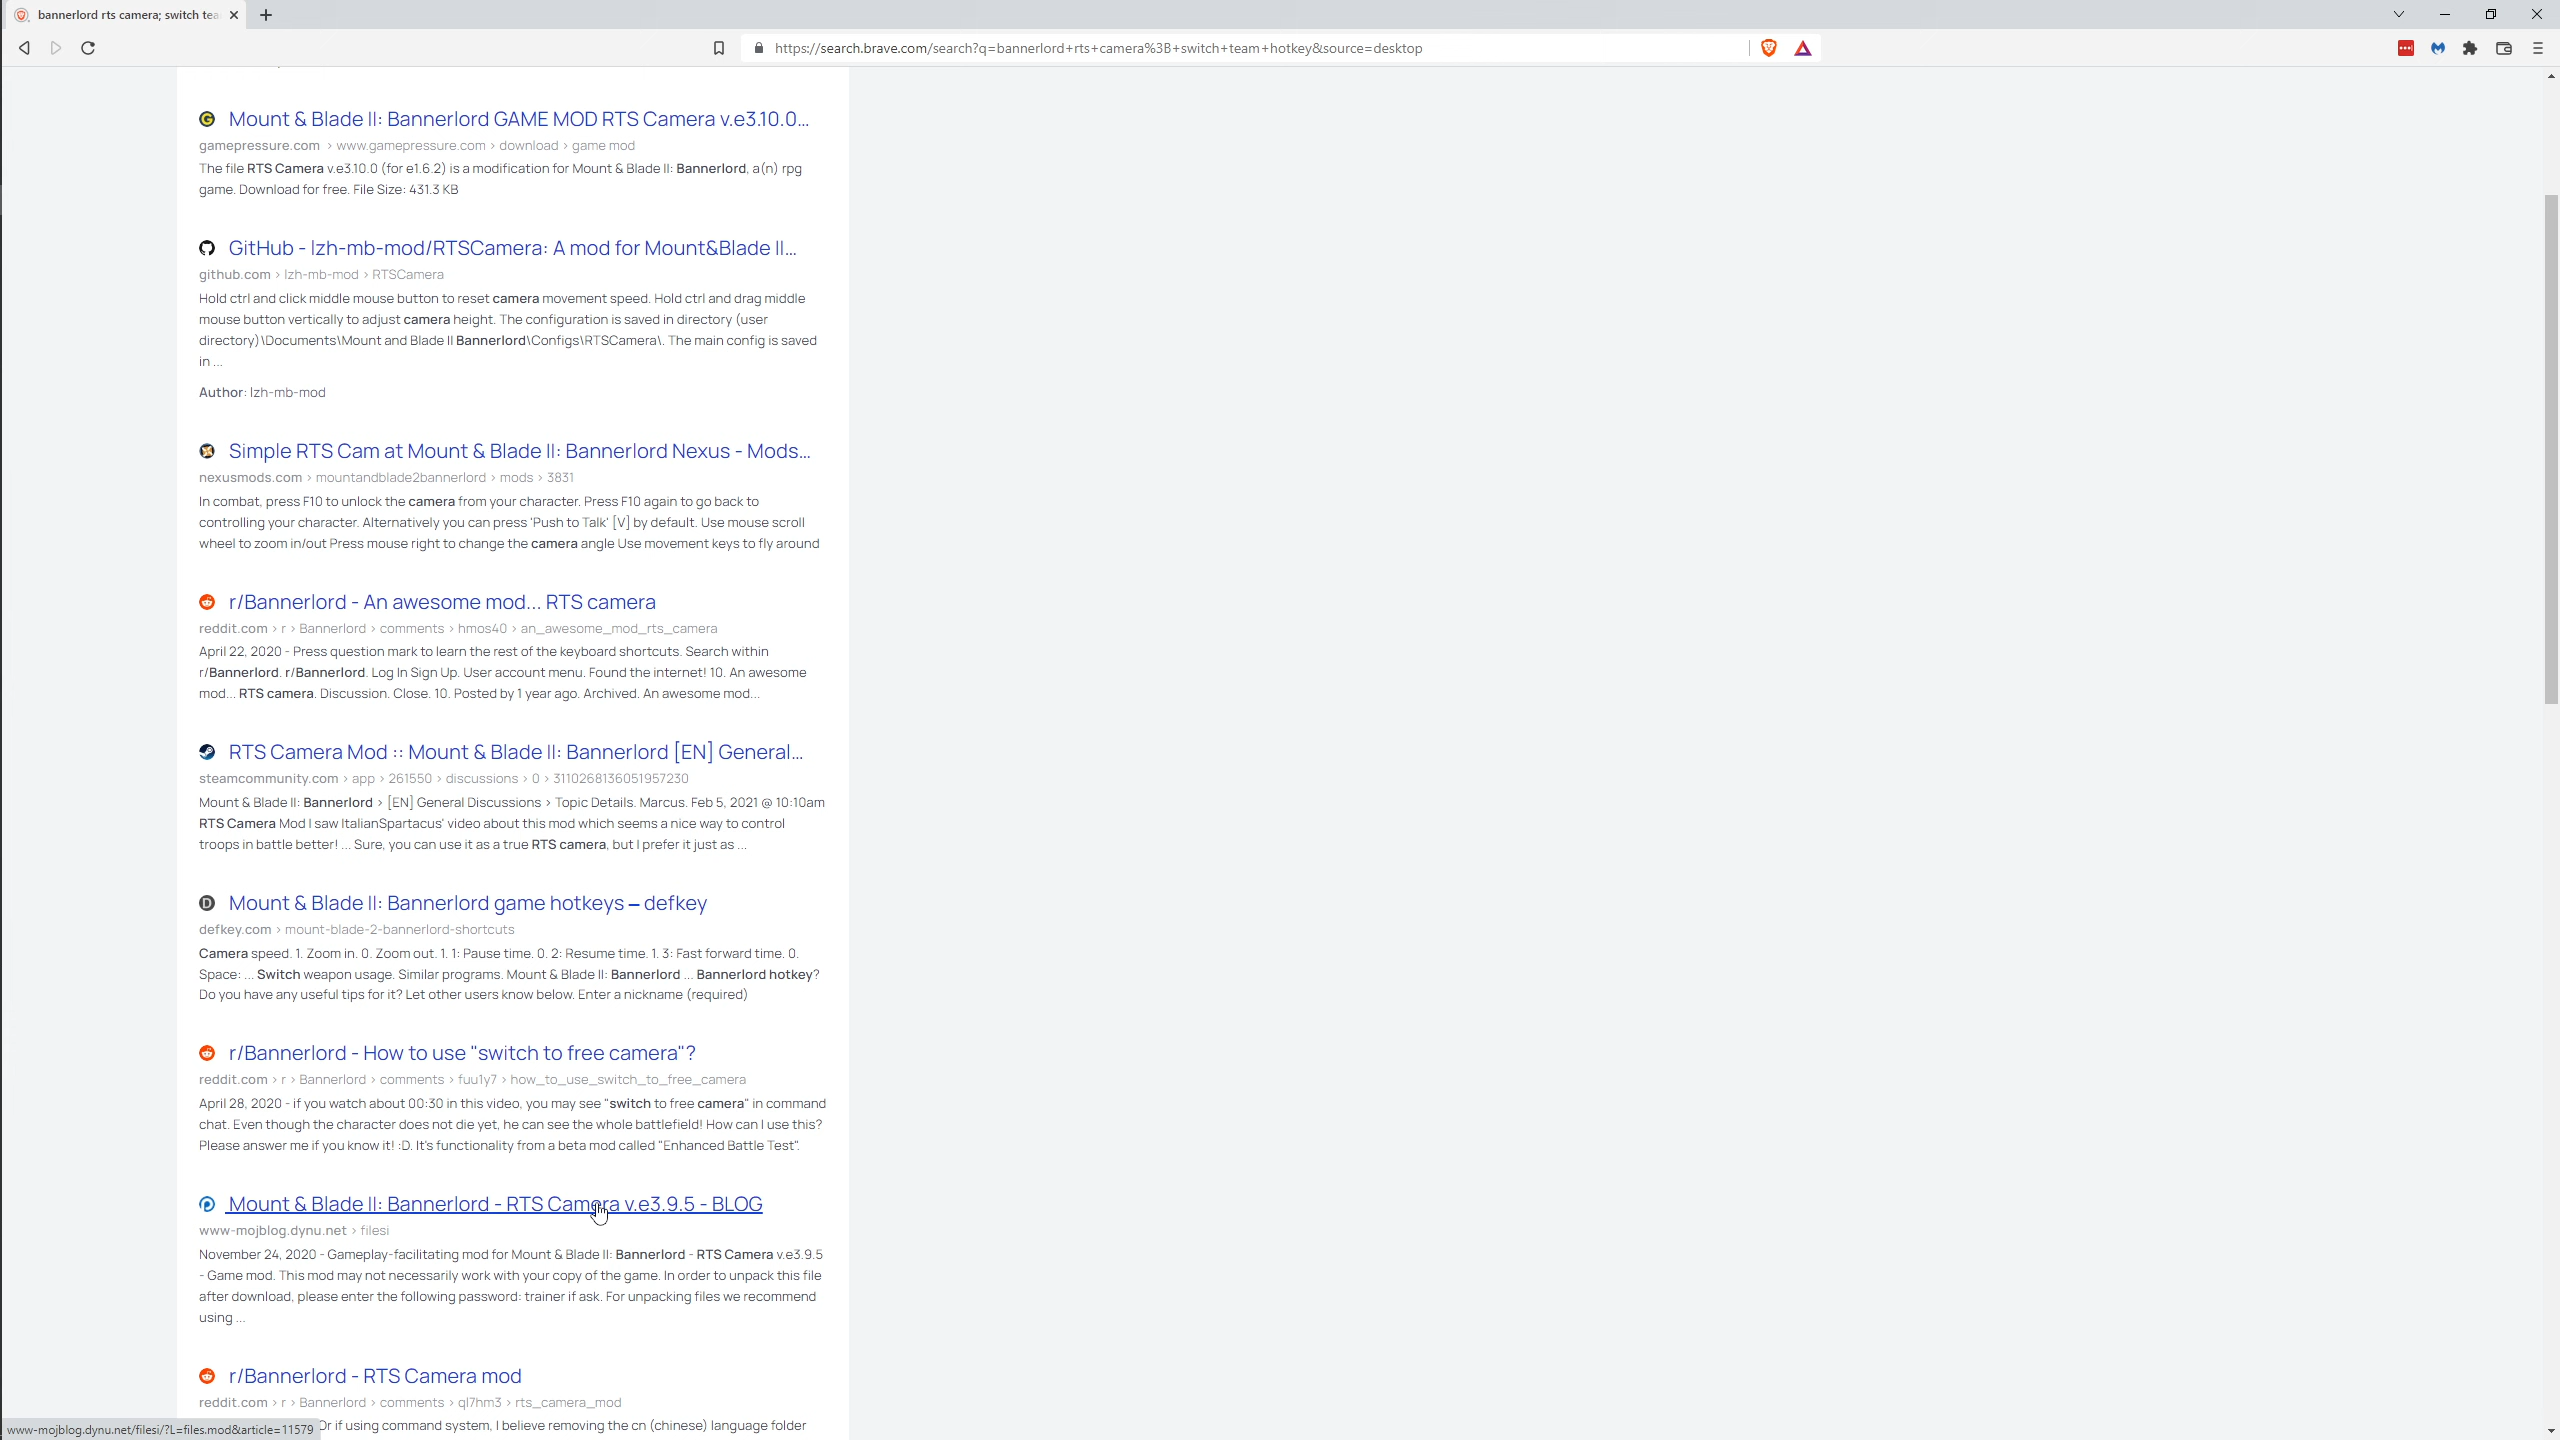 bannerlord rts camera; switch tea
https://search.brave.com/search?q=bannerlord+rts+camera%3B+switch+team+hotkey&source=desktop
Mount & Blade II: Bannerlord GAME MOD RTS Camera v.e3.10.0...
gamepressure.com › www.gamepressure.com › download › game mod
The file RTS Camera v.e3.10.0 (for e1.6.2) is a modification for Mount & Blade II: Bannerlord, a(n) rpg
game. Download for free. File Size: 431.3 KB
GitHub - lzh-mb-mod/RTSCamera: A mod for Mount&Blade II...
github.com › lzh-mb-mod › RTSCamera
Hold ctrl and click middle mouse button to reset camera movement speed. Hold ctrl and drag middle
mouse button vertically to adjust camera height. The configuration is saved in directory (user
directory)\Documents\Mount and Blade II Bannerlord\Configs\RTSCamera\. The main config is saved
in ...
Author: lzh-mb-mod
Simple RTS Cam at Mount & Blade II: Bannerlord Nexus - Mods...
nexusmods.com › mountandblade2bannerlord › mods › 3831
In combat, press F10 to unlock the camera from your character. Press F10 again to go back to
controlling your character. Alternatively you can press 'Push to Talk' [V] by default. Use mouse scroll
wheel to zoom in/out Press mouse right to change the camera angle Use movement keys to fly around
r/Bannerlord - An awesome mod... RTS camera
reddit.com › r › Bannerlord › comments › hmos40 › an_awesome_mod_rts_camera
April 22, 2020 - Press question mark to learn the rest of the keyboard shortcuts. Search within
r/Bannerlord. r/Bannerlord. Log In Sign Up. User account menu. Found the internet! 10. An awesome
mod... RTS camera. Discussion. Close. 10. Posted by 1 year ago. Archived. An awesome mod...
RTS Camera Mod :: Mount & Blade II: Bannerlord [EN] General...
steamcommunity.com › app › 261550 › discussions › 0 › 3110268136051957230
Mount & Blade II: Bannerlord > [EN] General Discussions > Topic Details. Marcus. Feb 5, 2021 @ 10:10am
RTS Camera Mod I saw ItalianSpartacus' video about this mod which seems a nice way to control
troops in battle better! ... Sure, you can use it as a true RTS camera, but I prefer it just as ...
Mount & Blade II: Bannerlord game hotkeys – defkey
defkey.com › mount-blade-2-bannerlord-shortcuts
Camera speed. 1. Zoom in. 0. Zoom out. 1. 1: Pause time. 0. 2: Resume time. 1. 3: Fast forward time. 0.
Space: ... Switch weapon usage. Similar programs. Mount & Blade II: Bannerlord ... Bannerlord hotkey?
Do you have any useful tips for it? Let other users know below. Enter a nickname (required)
r/Bannerlord - How to use "switch to free camera"?
reddit.com › r › Bannerlord › comments › fuu1y7 › how_to_use_switch_to_free_camera
April 28, 2020 - if you watch about 00:30 in this video, you may see "switch to free camera" in command
chat. Even though the character does not die yet, he can see the whole battlefield! How can I use this?
Please answer me if you know it! :D. It's functionality from a beta mod called "Enhanced Battle Test".
Mount & Blade II: Bannerlord - RTS Camera v.e3.9.5 - BLOG
www-mojblog.dynu.net › filesi
November 24, 2020 - Gameplay-facilitating mod for Mount & Blade II: Bannerlord - RTS Camera v.e3.9.5
- Game mod. This mod may not necessarily work with your copy of the game. In order to unpack this file
after download, please enter the following password: trainer if ask. For unpacking files we recommend
using ...
r/Bannerlord - RTS Camera mod
reddit.com › r › Bannerlord › comments › ql7hm3 › rts_camera_mod
Or if using command system, I believe removing the cn (chinese) language folder
www-mojblog.dynu.net/filesi/?L=files.mod&article=11579